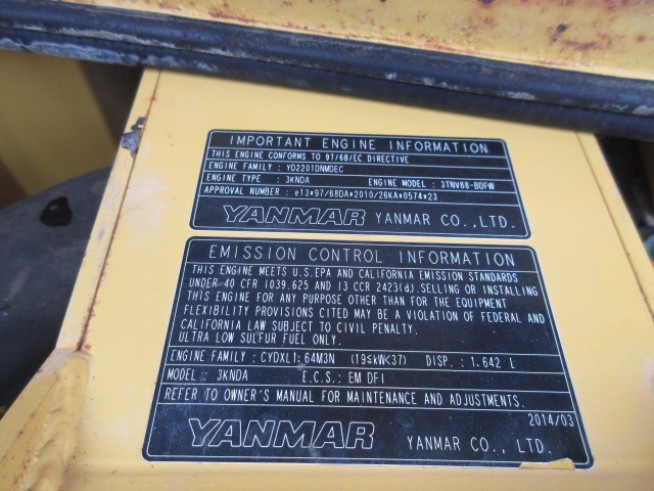 IMPORTANT ENGINE INFORMATION
THIS ENGINE CONFORMS TO 97/68/EC DIRECTIVE
ENGINE FAMILY : YD2201DNMDEC
ENGINE TYPE : 3KNDA ENGINE MODEL : 3TNV88-BDFW
APPROVAL NUMBER : e13*97/68DA*2010/26KA*0574*23
YANMAR YANMAR CO.,LTD.
EMISSION CONTROL INFORMATION
THIS ENGINE MEETS U.S.EPA AND CALIFORNIA EMISSION STANDARDS
UNDER 40 CFR 1039.625 AND 13 CCR 2423(d).SELLING OR INSTALLING
THIS ENGINE FOR ANY PURPOSE OTHER THAN FOR THE EQUIPMENT
FLEXIBILITY PROVISIONS CITED MAY BE A VIOLATION OF FEDERAL AND
CALIFORNIA LAW SUBJECT TO CIVIL PENALTY.
ULTRA LOW SULFUR FUEL ONLY.
ENGINE FAMILY : CYDXL1.64M3N (19≤kW<37) DISP. : 1.642 L
MODEL : 3KNDA E.C.S: EM DFI
REFER TO OWNER'S MANUAL FOR MAINTENANCE AND ADJUSTMENTS.
2014/03
YANMAR YANMAR CO., LTD.